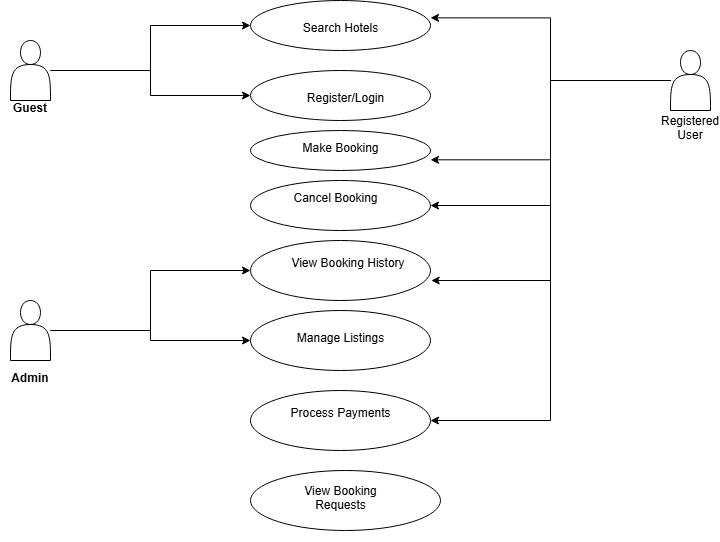 Search Hotels
Guest
Register/Login
Registered
User
Make Booking
Cancel Booking
View Booking History
Manage Listings
Admin
Process Payments
View Booking
Requests